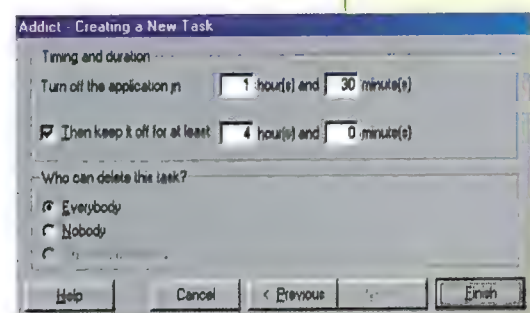 Addict - Creating a New Task
Timing and duration
Turn off the application in 1 hour(s) and 30 minute(s)
Then keep it off for at least 4 hour(s) and 0 minute(s)
Who can delete this task?
Everybody
Nobody
Help Cancel < Previous Finish